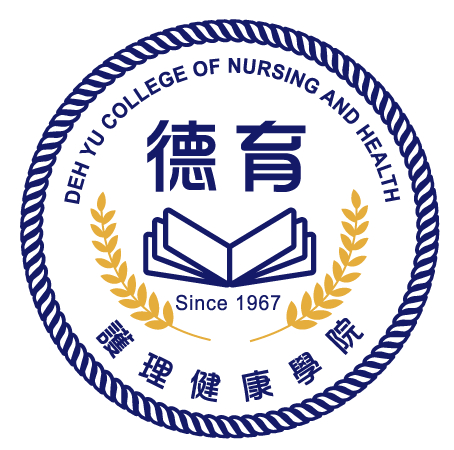 DEH YU COLLEGE OF NURSING AND HEALTH
德育
Since 1967
護理健康學院